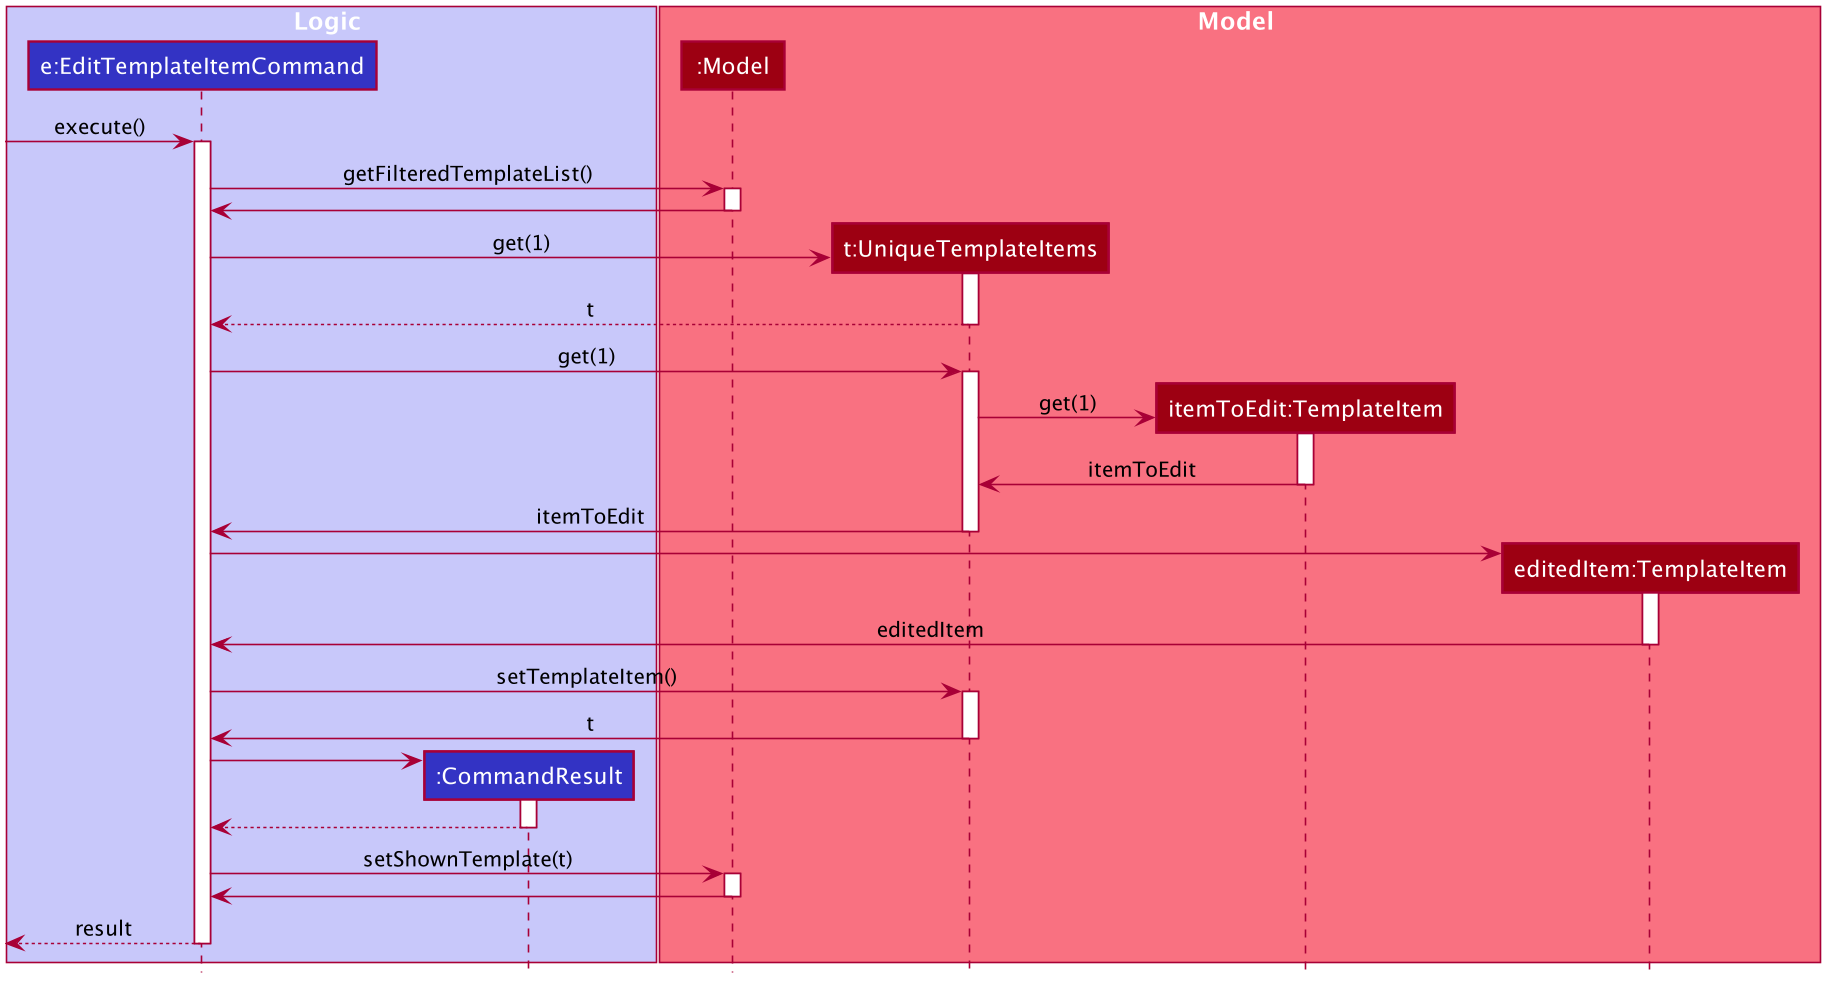 Logic
Model
e:EditTemplateItemCommand
:Model
execute()
getFilteredTemplateList()
get(1)
t:UniqueTemplateItems
t
get(1)
get(1)
itemToEdit:TemplateItem
itemToEdit
itemToEdit
editedItem:TemplateItem
editedItem
setTemplateItem()
t
:CommandResult
setShownTemplate(t)
result